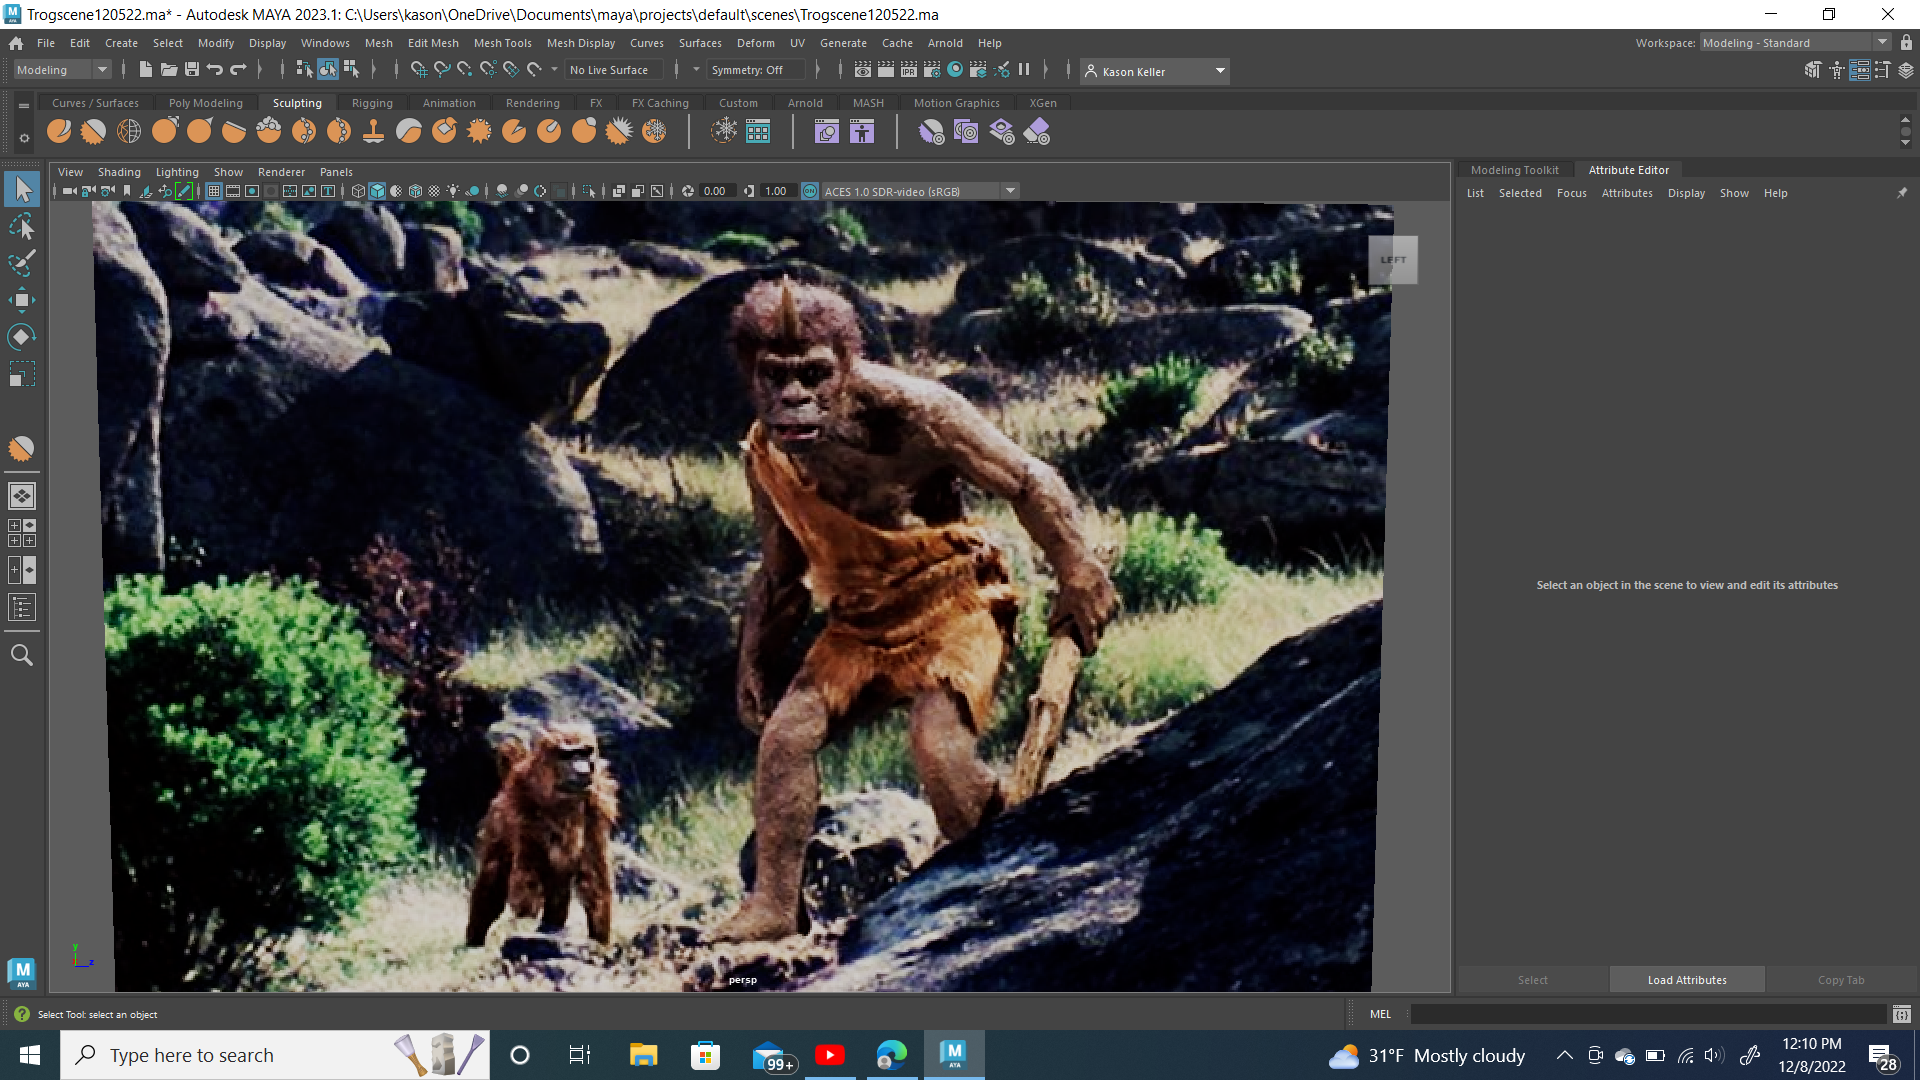 Trogscene120522.ma* - Autodesk MAYA 2023.1: C:\Users\kason\OneDrive\Documents\maya\projects\default\scenes\Trogscene120522.ma
File Edit Create Select Modify Display Windows Mesh Edit Mesh Mesh Tools Mesh Display Curves Surfaces Deform UV Generate Cache Arnold Help Workspace: Modeling - Standard
Modeling No Live Surface Symmetry: Off IPR Kason Keller
Curves / Surfaces Poly Modeling Sculpting Rigging Animation Rendering FX FX Caching Custom Arnold MASH Motion Graphics XGen
View Shading Lighting Show Renderer Panels
0.00 1.00 ON ACES 1.0 SDR-video (sRGB)
Modeling Toolkit Attribute Editor
List Selected Focus Attributes Display Show Help
LEFT
Select an object in the scene to view and edit its attributes
y
z
persp
Select Load Attributes Copy Tab
M
AYA
Select Tool: select an object
MEL
Type here to search
99+
M
AYA
31°F Mostly cloudy
12:10 PM
12/8/2022
28